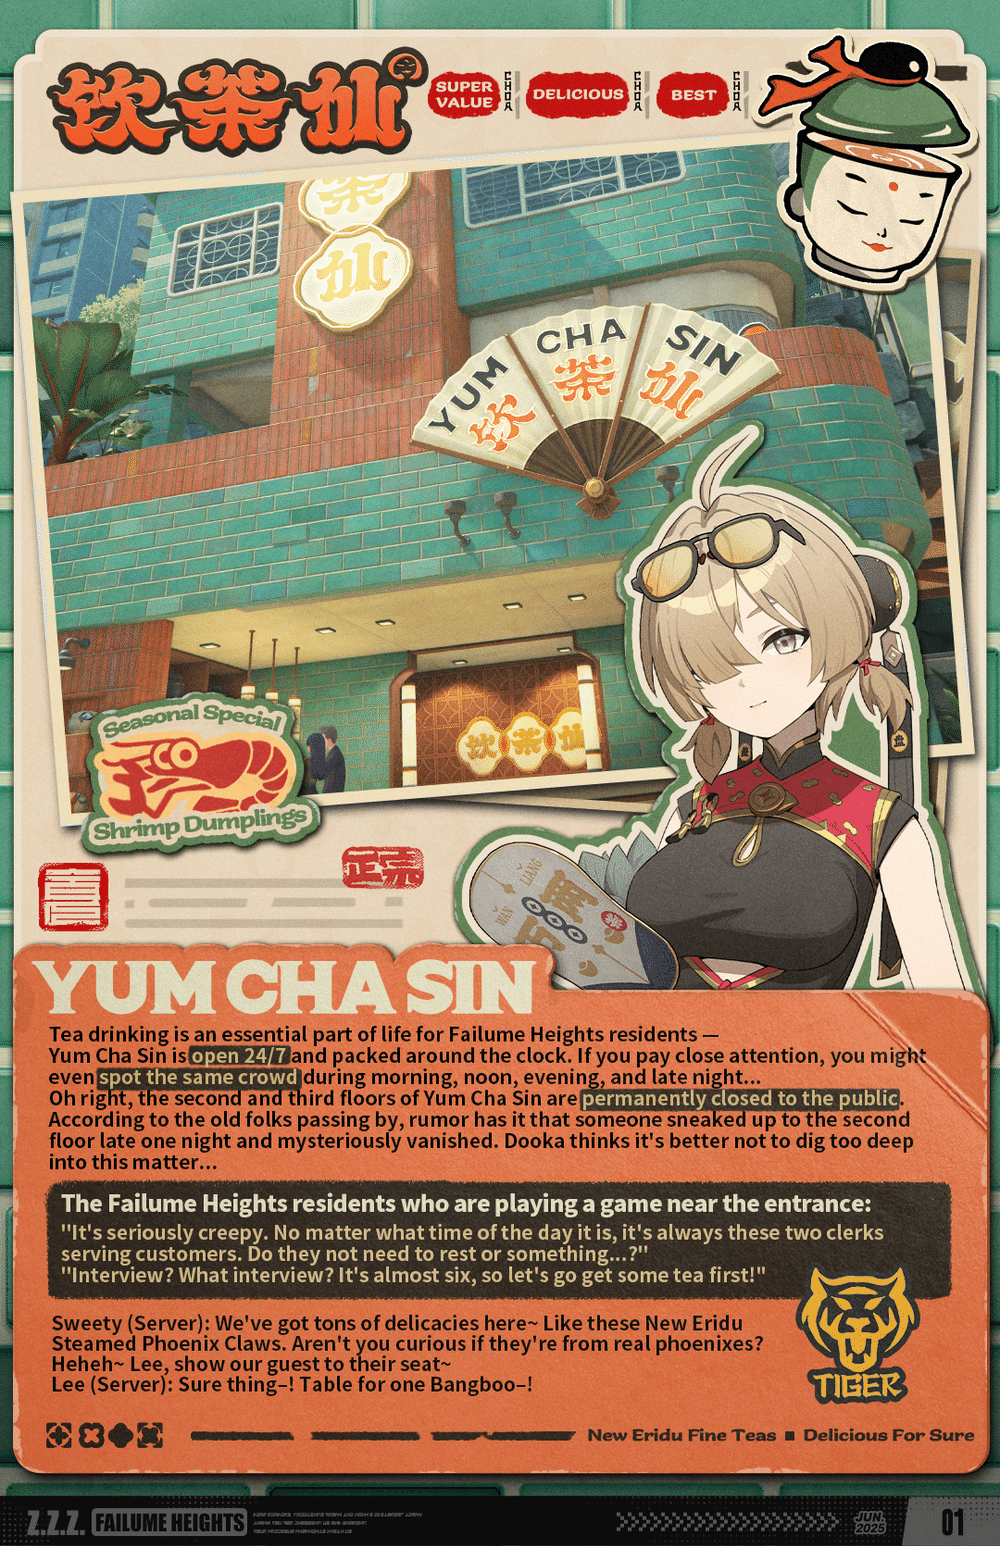 飲茶仙
SUPER
VALUE
CHOA
DELICIOUS
CHOA
BEST
CHOA
茶
仙
YUM CHA SIN
飲 茶 仙
飲 茶 仙
Seasonal Special
Shrimp Dumplings
正宗
WAN LIANG
YUM CHA SIN
Tea drinking is an essential part of life for Failume Heights residents —
Yum Cha Sin is open 24/7 and packed around the clock. If you pay close attention, you might
even spot the same crowd during morning, noon, evening, and late night...
Oh right, the second and third floors of Yum Cha Sin are permanently closed to the public.
According to the old folks passing by, rumor has it that someone sneaked up to the second
floor late one night and mysteriously vanished. Dooka thinks it's better not to dig too deep
into this matter...
The Failume Heights residents who are playing a game near the entrance:
"It's seriously creepy. No matter what time of the day it is, it's always these two clerks
serving customers. Do they not need to rest or something...?"
"Interview? What interview? It's almost six, so let's go get some tea first!"
Sweety (Server): We've got tons of delicacies here~ Like these New Eridu
Steamed Phoenix Claws. Aren't you curious if they're from real phoenixes?
Heheh~ Lee, show our guest to their seat~
Lee (Server): Sure thing–! Table for one Bangboo–!
TIGER
New Eridu Fine Teas ■ Delicious For Sure
Z.Z.Z. FAILUME HEIGHTS
JUN.
2025
01